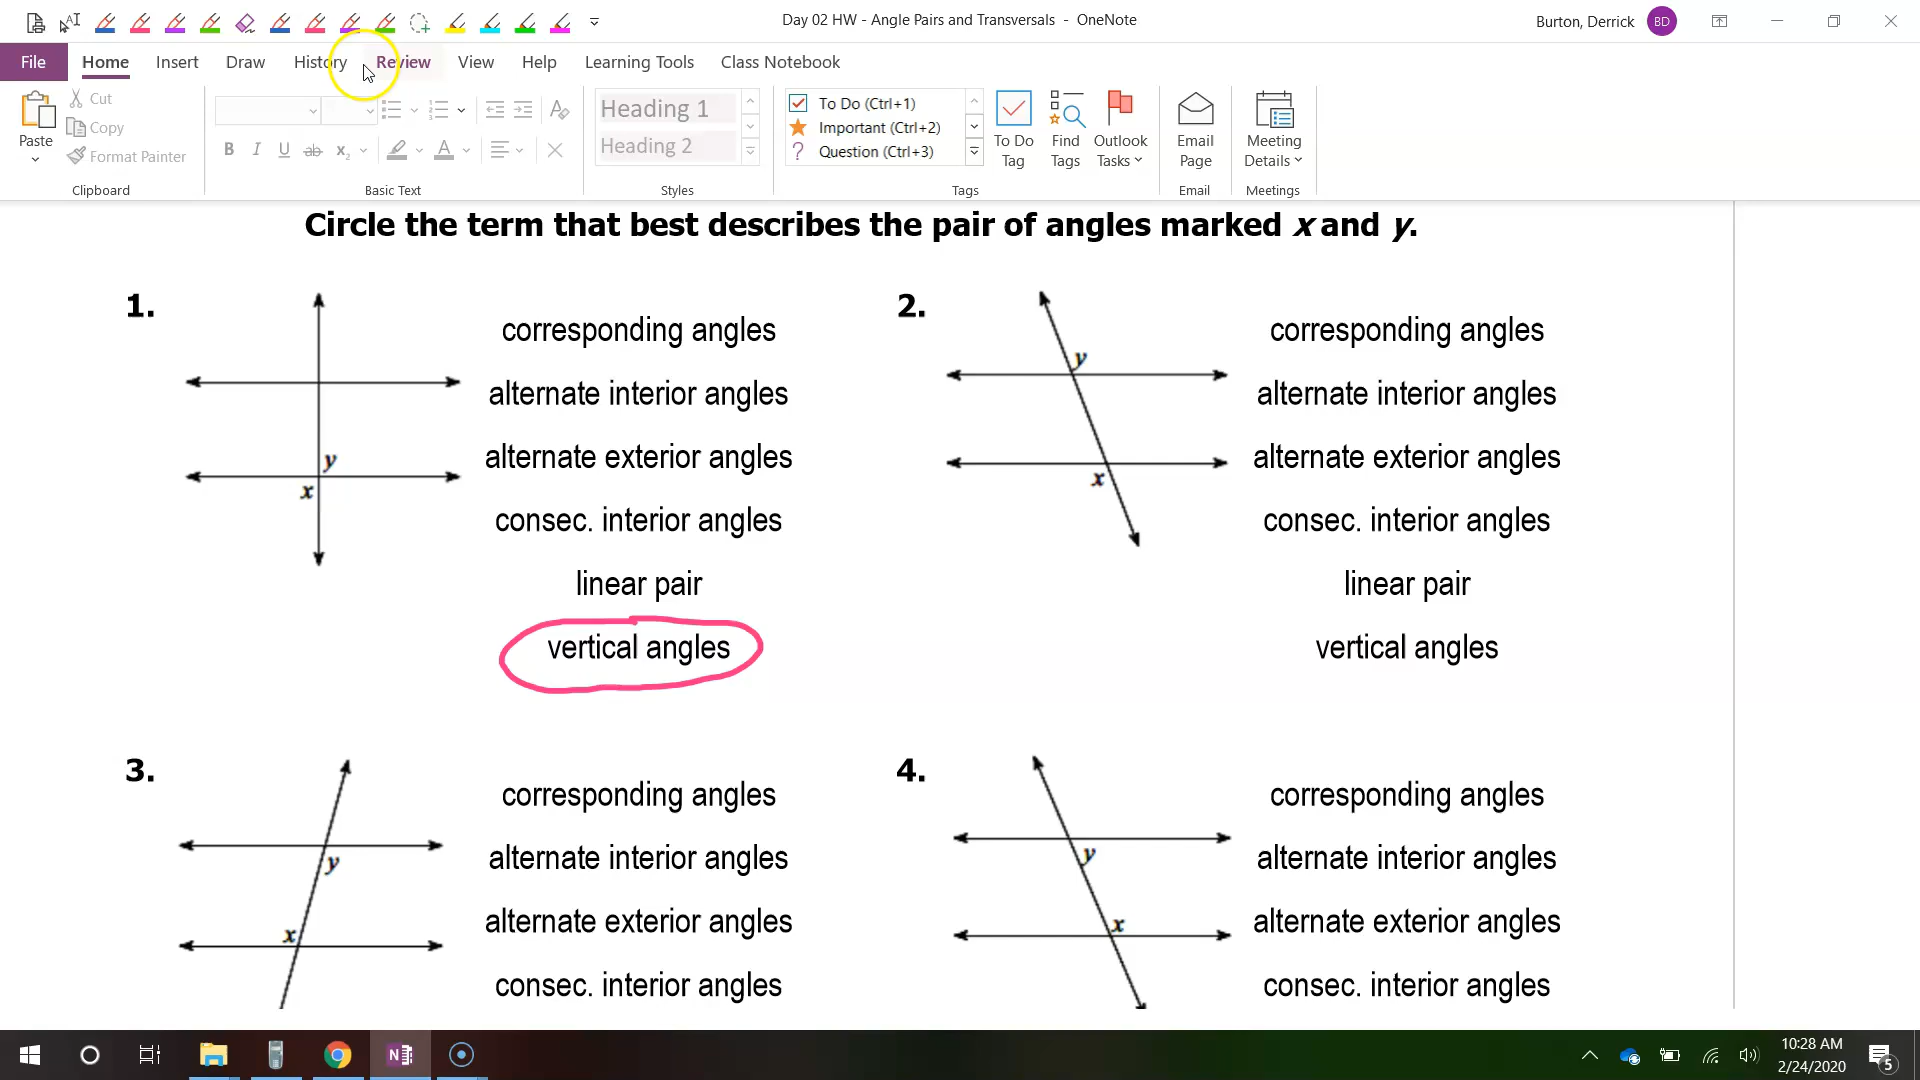 Day 02 HW - Angle Pairs and Transversals - OneNote
Burton, Derrick BD
File Home Insert Draw History Review View Help Learning Tools Class Notebook
Paste
Cut
Copy
Format Painter
Clipboard
B I U ab x₂ A
Basic Text
Heading 1
Heading 2
Styles
To Do (Ctrl+1)
Important (Ctrl+2)
? Question (Ctrl+3)
Tags
To Do Tag
Find Tags
Outlook Tasks
Email Page
Email
Meeting Details
Meetings
Circle the term that best describes the pair of angles marked x and y.
1.
y
x
corresponding angles
alternate interior angles
alternate exterior angles
consec. interior angles
linear pair
vertical angles
2.
y
x
corresponding angles
alternate interior angles
alternate exterior angles
consec. interior angles
linear pair
vertical angles
3.
y
x
corresponding angles
alternate interior angles
alternate exterior angles
consec. interior angles
4.
y
x
corresponding angles
alternate interior angles
alternate exterior angles
consec. interior angles
N
10:28 AM
2/24/2020
5